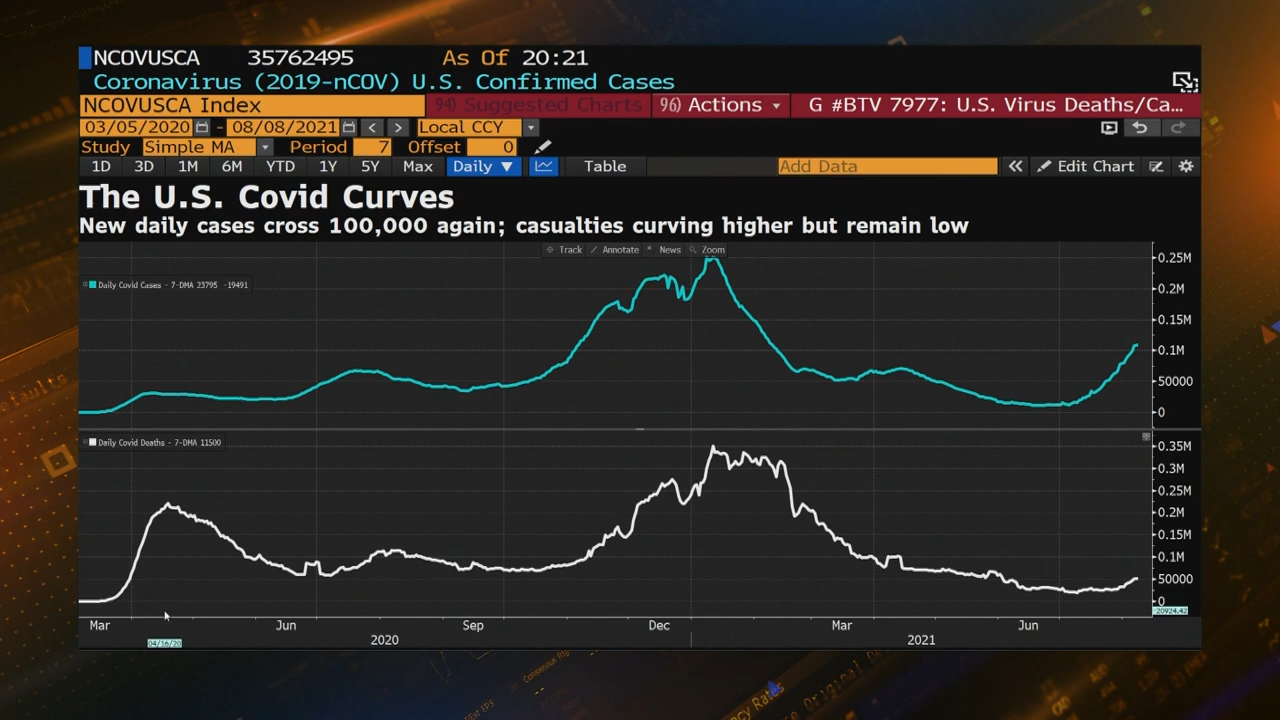 NCOVUSCA 35762495 As Of 20:21
Coronavirus (2019-nCOV) U.S. Confirmed Cases
NCOVUSCA Index 94) Suggested Charts 96) Actions G #BTV 7977: U.S. Virus Deaths/Ca...
03/05/2020 - 08/08/2021 Local CCY
Study Simple MA Period 7 Offset 0
1D 3D 1M 6M YTD 1Y 5Y Max Daily ▼ Table Add Data « Edit Chart
The U.S. Covid Curves
New daily cases cross 100,000 again; casualties curving higher but remain low
Track Annotate News Zoom
0.25M
Daily Covid Cases - 7-DMA 23795 -19491
0.2M
0.15M
0.1M
50000
0
Daily Covid Deaths - 7-DMA 11500
0.35M
0.3M
0.25M
0.2M
0.15M
0.1M
50000
0
-20924.42
Mar Jun Sep Dec Mar Jun
04/16/20 2020 2021